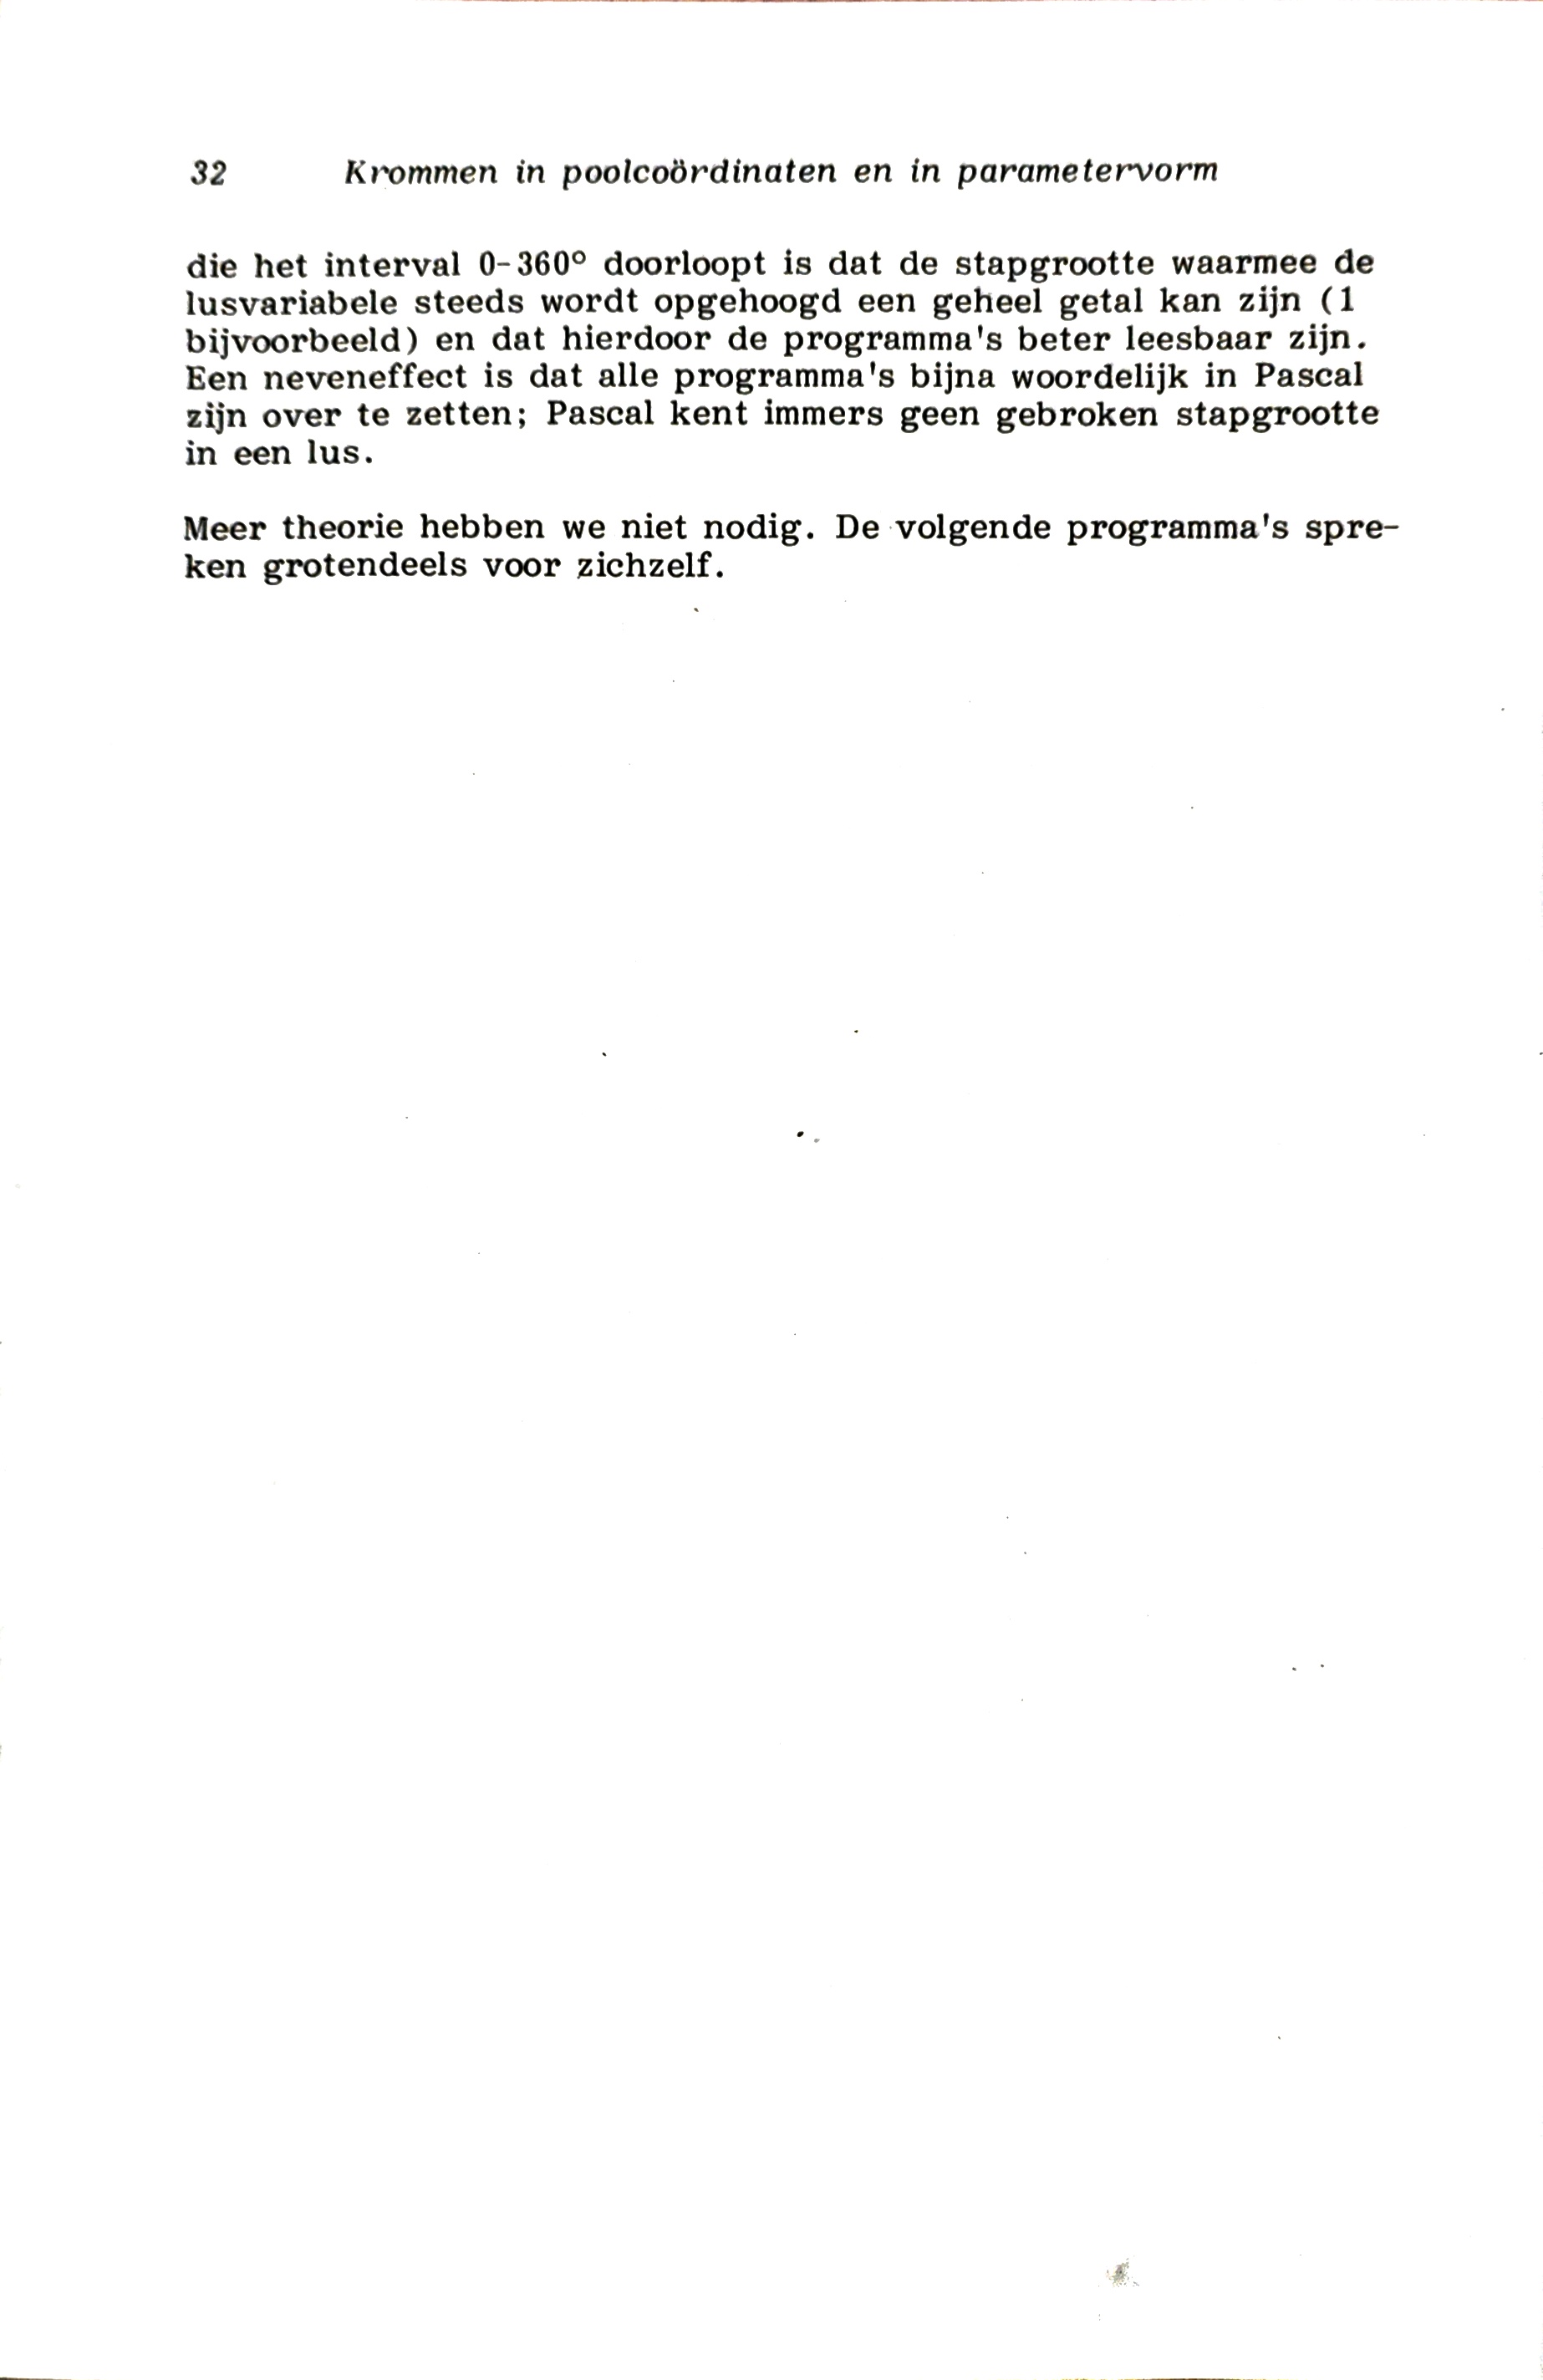 32 Krommen in poolcoördinaten en in parametervorm
die het interval 0-360° doorloopt is dat de stapgrootte waarmee de
lusvariabele steeds wordt opgehoogd een geheel getal kan zijn (1
bijvoorbeeld) en dat hierdoor de programma's beter leesbaar zijn.
Een neveneffect is dat alle programma's bijna woordelijk in Pascal
zijn over te zetten; Pascal kent immers geen gebroken stapgrootte
in een lus.
Meer theorie hebben we niet nodig. De volgende programma's spre-
ken grotendeels voor zichzelf.